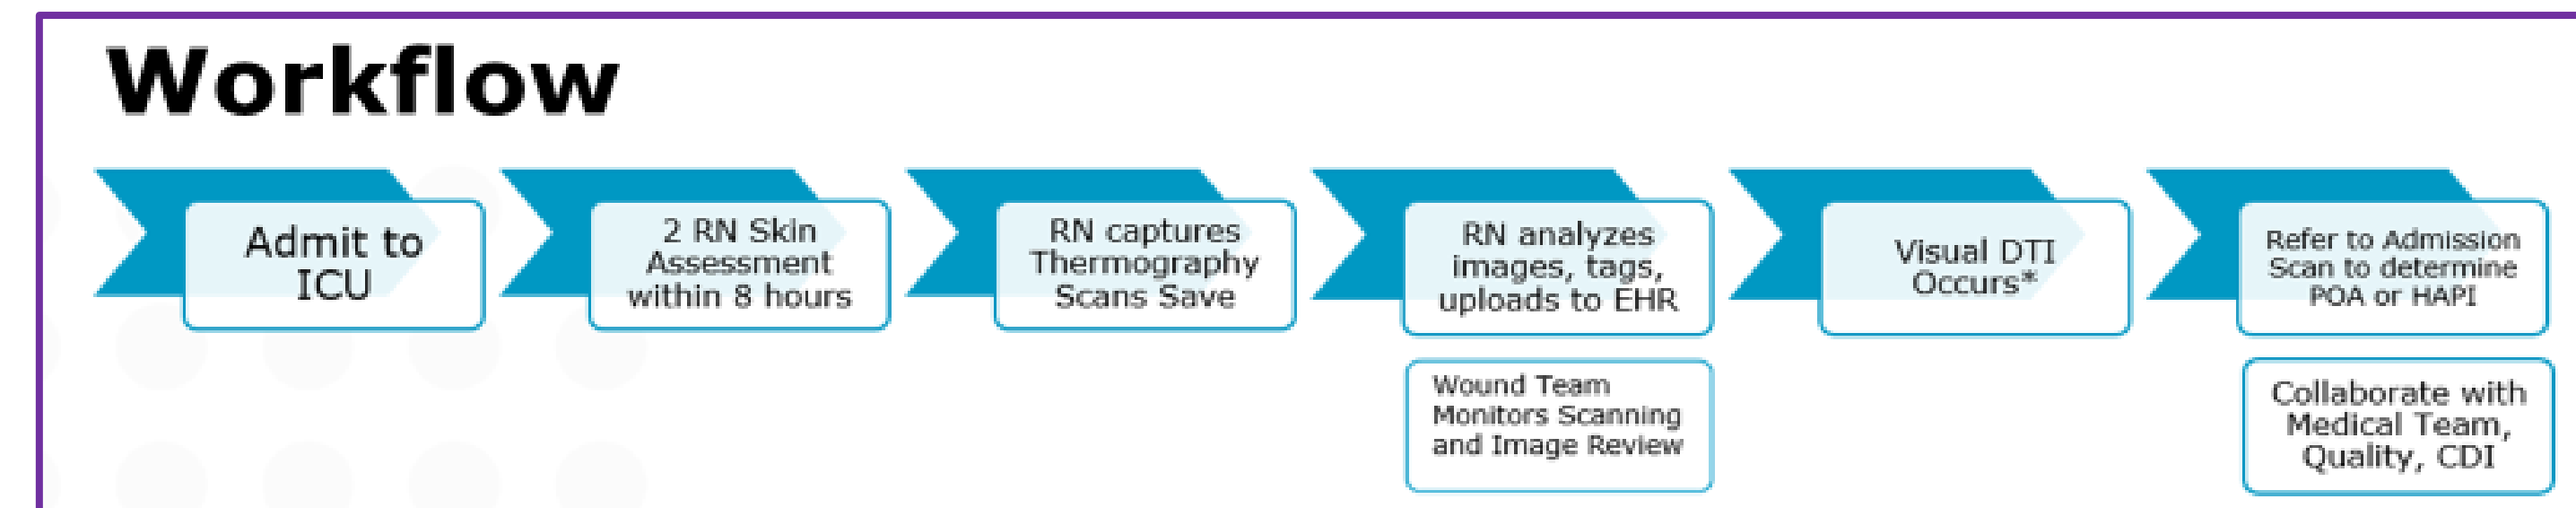 Workflow
Admit to
ICU
2 RN Skin
Assessment
within 8 hours
RN captures
Thermography
Scans Save
RN analyzes
images, tags,
uploads to EHR
Wound Team
Monitors Scanning
and Image Review
Visual DTI
Occurs*
Refer to Admission
Scan to determine
POA or HAPI
Collaborate with
Medical Team,
Quality, CDI